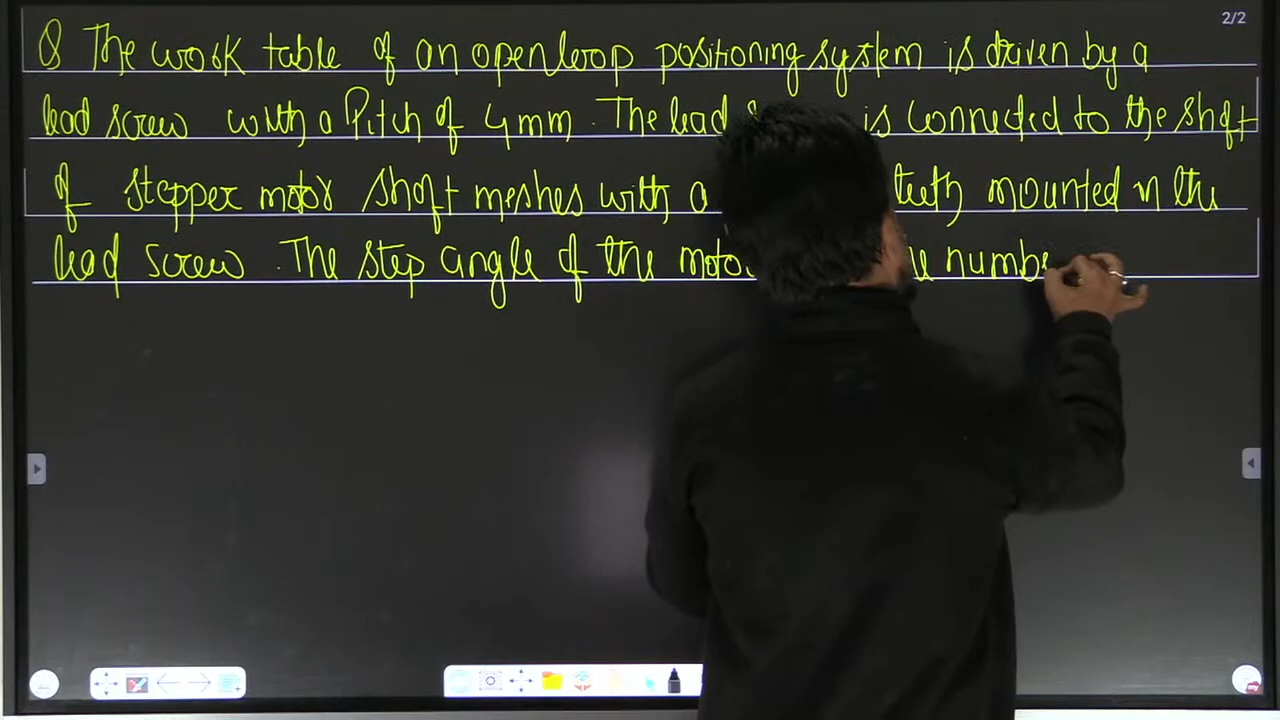 2/2
Q The work table of an openloop positioning system is driven by a
lead screw with a Pitch of 4mm. The lead is connected to the shaft
of stepper motor shaft meshes with a teeth mounted n the
lead screw. The step angle of the numbe